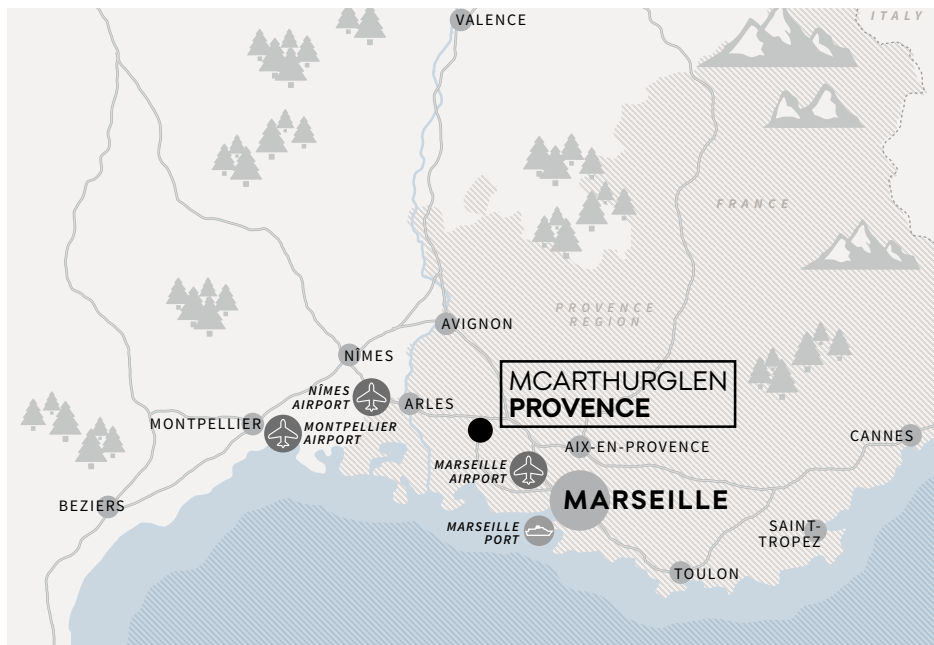 ITALY
VALENCE
FRANCE
PROVENCE
REGION
AVIGNON
NÎMES
MCARTHURGLEN
PROVENCE
NÎMES
AIRPORT
ARLES
MONTPELLIER
MONTPELLIER
AIRPORT
CANNES
AIX-EN-PROVENCE
MARSEILLE
AIRPORT
MARSEILLE
BEZIERS
MARSEILLE
PORT
SAINT-
TROPEZ
TOULON